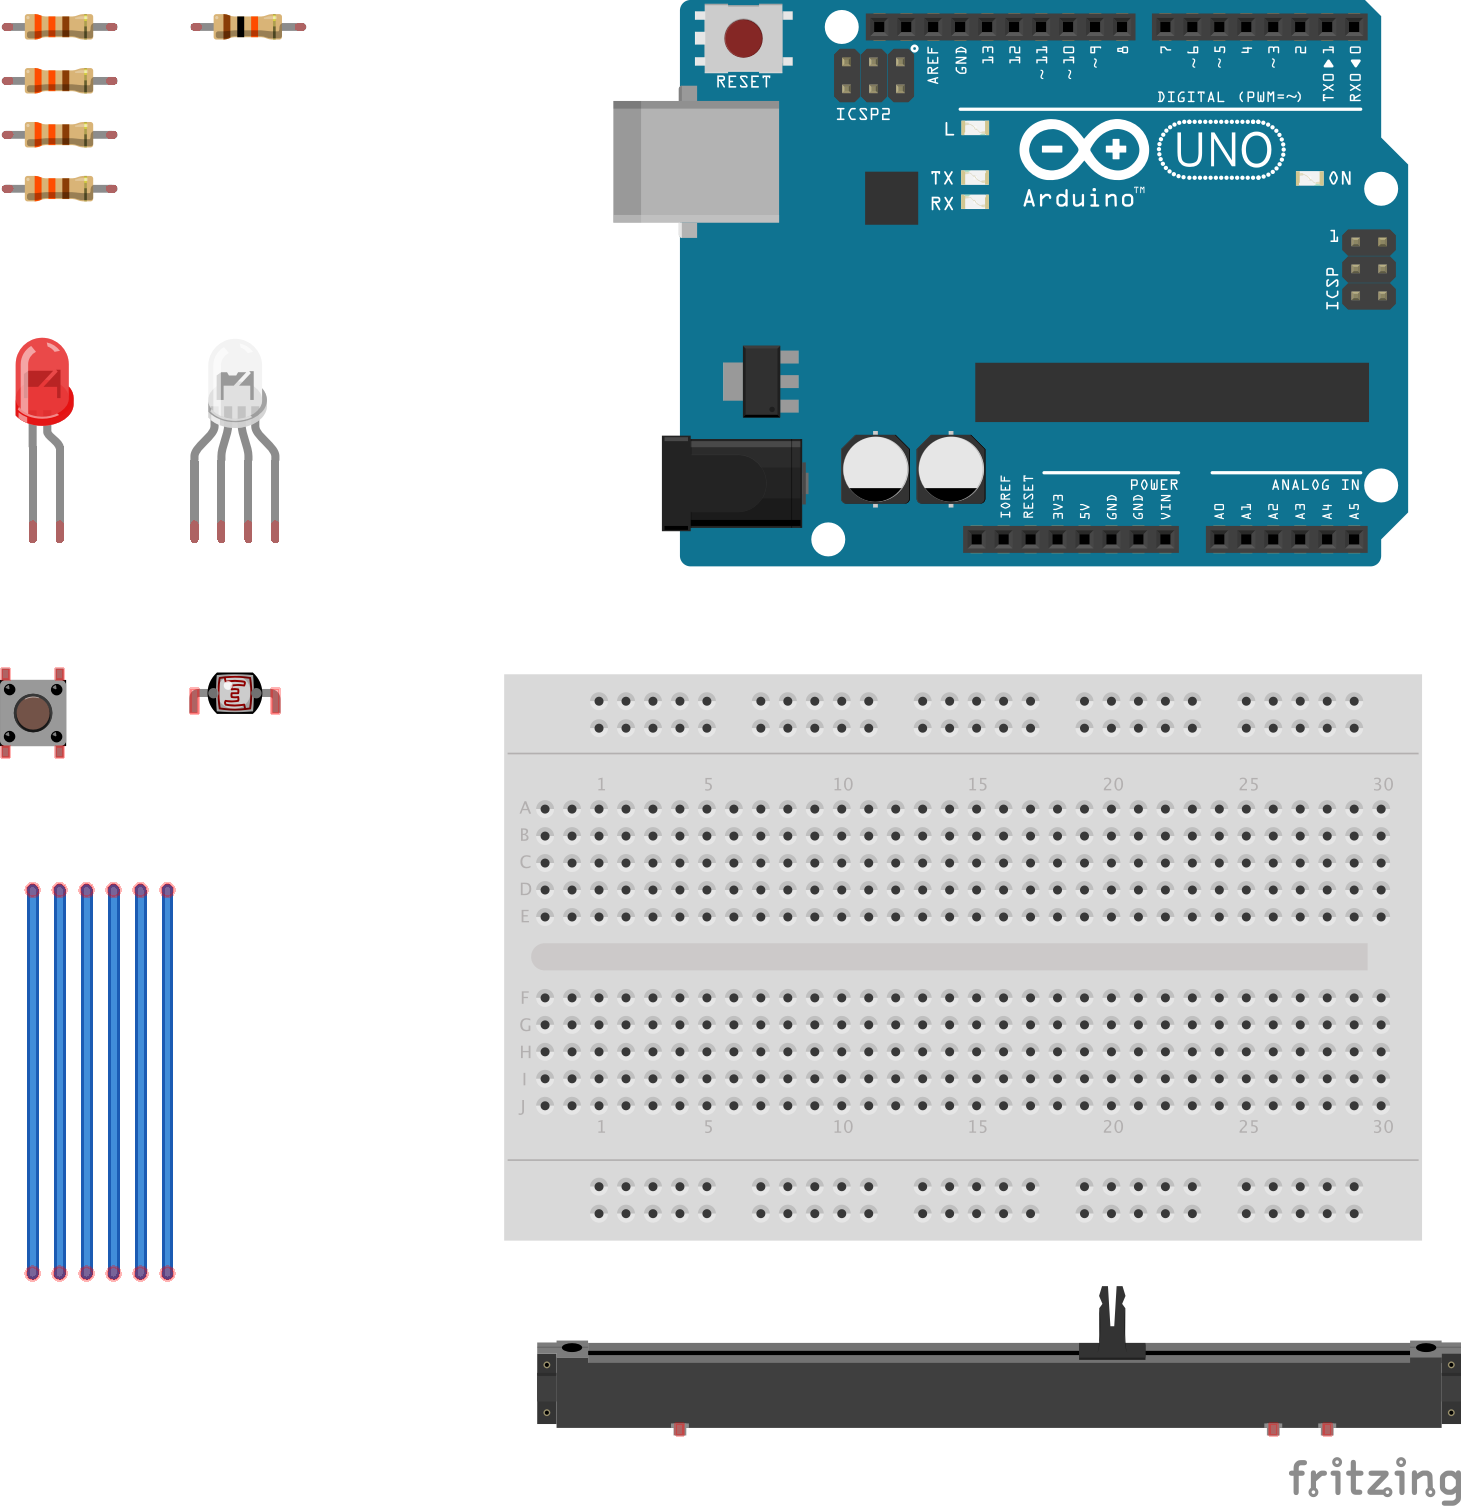 RESET
ICSP2
AREF
GND
13
12
~11
~10
~9
8
7
~6
~5
4
~3
2
TX0▶1
RX0◀0
DIGITAL (PWM=~)
L
TX
RX
UNO
Arduino™
ON
1
ICSP
IOREF
RESET
3V3
5V
GND
GND
VIN
POWER
A0
A1
A2
A3
A4
A5
ANALOG IN
1 5 10 15 20 25 30
A
B
C
D
E
F
G
H
I
J
1 5 10 15 20 25 30
fritzing